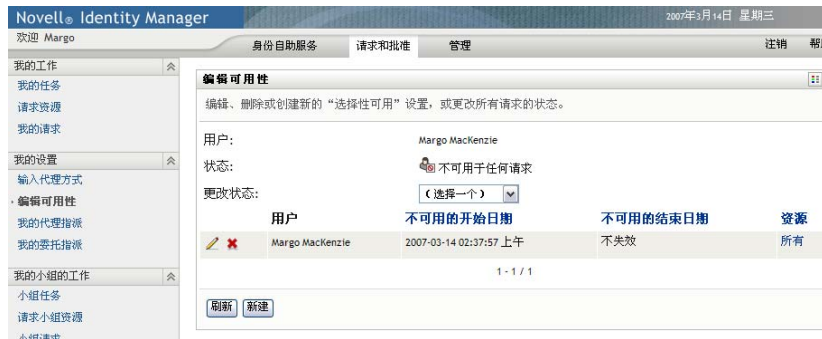 Novell® Identity Manager
2007年3月14日 星期三
欢迎 Margo
身份自助服务 请求和批准 管理
注销
我的工作
我的任务
请求资源
我的请求
我的设置
输入代理方式
编辑可用性
我的代理指派
我的委托指派
我的小组的工作
小组任务
请求小组资源
编辑可用性
编辑、删除或创建新的“选择性可用”设置，或更改所有请求的状态。
用户: Margo MacKenzie
状态: 不可用于任何请求
更改状态: （选择一个）
用户 不可用的开始日期 不可用的结束日期 资源
Margo MacKenzie 2007-03-14 02:37:57 上午 不失效 所有
1 - 1 / 1
刷新 新建